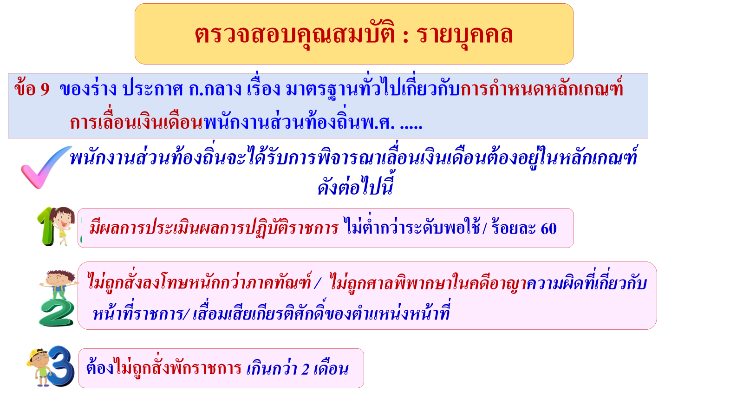 ตรวจสอบคุณสมบัติ : รายบุคคล
ข้อ 9 ของร่าง ประกาศ ก.กลาง เรื่อง มาตรฐานทั่วไปเกี่ยวกับการกำหนดหลักเกณฑ์
การเลื่อนเงินเดือนพนักงานส่วนท้องถิ่นพ.ศ. .....
พนักงานส่วนท้องถิ่นจะได้รับการพิจารณาเลื่อนเงินเดือนต้องอยู่ในหลักเกณฑ์
ดังต่อไปนี้
1 มีผลการประเมินผลการปฏิบัติราชการ ไม่ต่ำกว่าระดับพอใช้ / ร้อยละ 60
ไม่ถูกสั่งลงโทษหนักกว่าภาคทัณฑ์ / ไม่ถูกศาลพิพากษาในคดีอาญาความผิดที่เกี่ยวกับ
2 หน้าที่ราชการ/ เสื่อมเสียเกียรติศักดิ์ของตำแหน่งหน้าที่
3 ต้องไม่ถูกสั่งพักราชการ เกินกว่า 2 เดือน